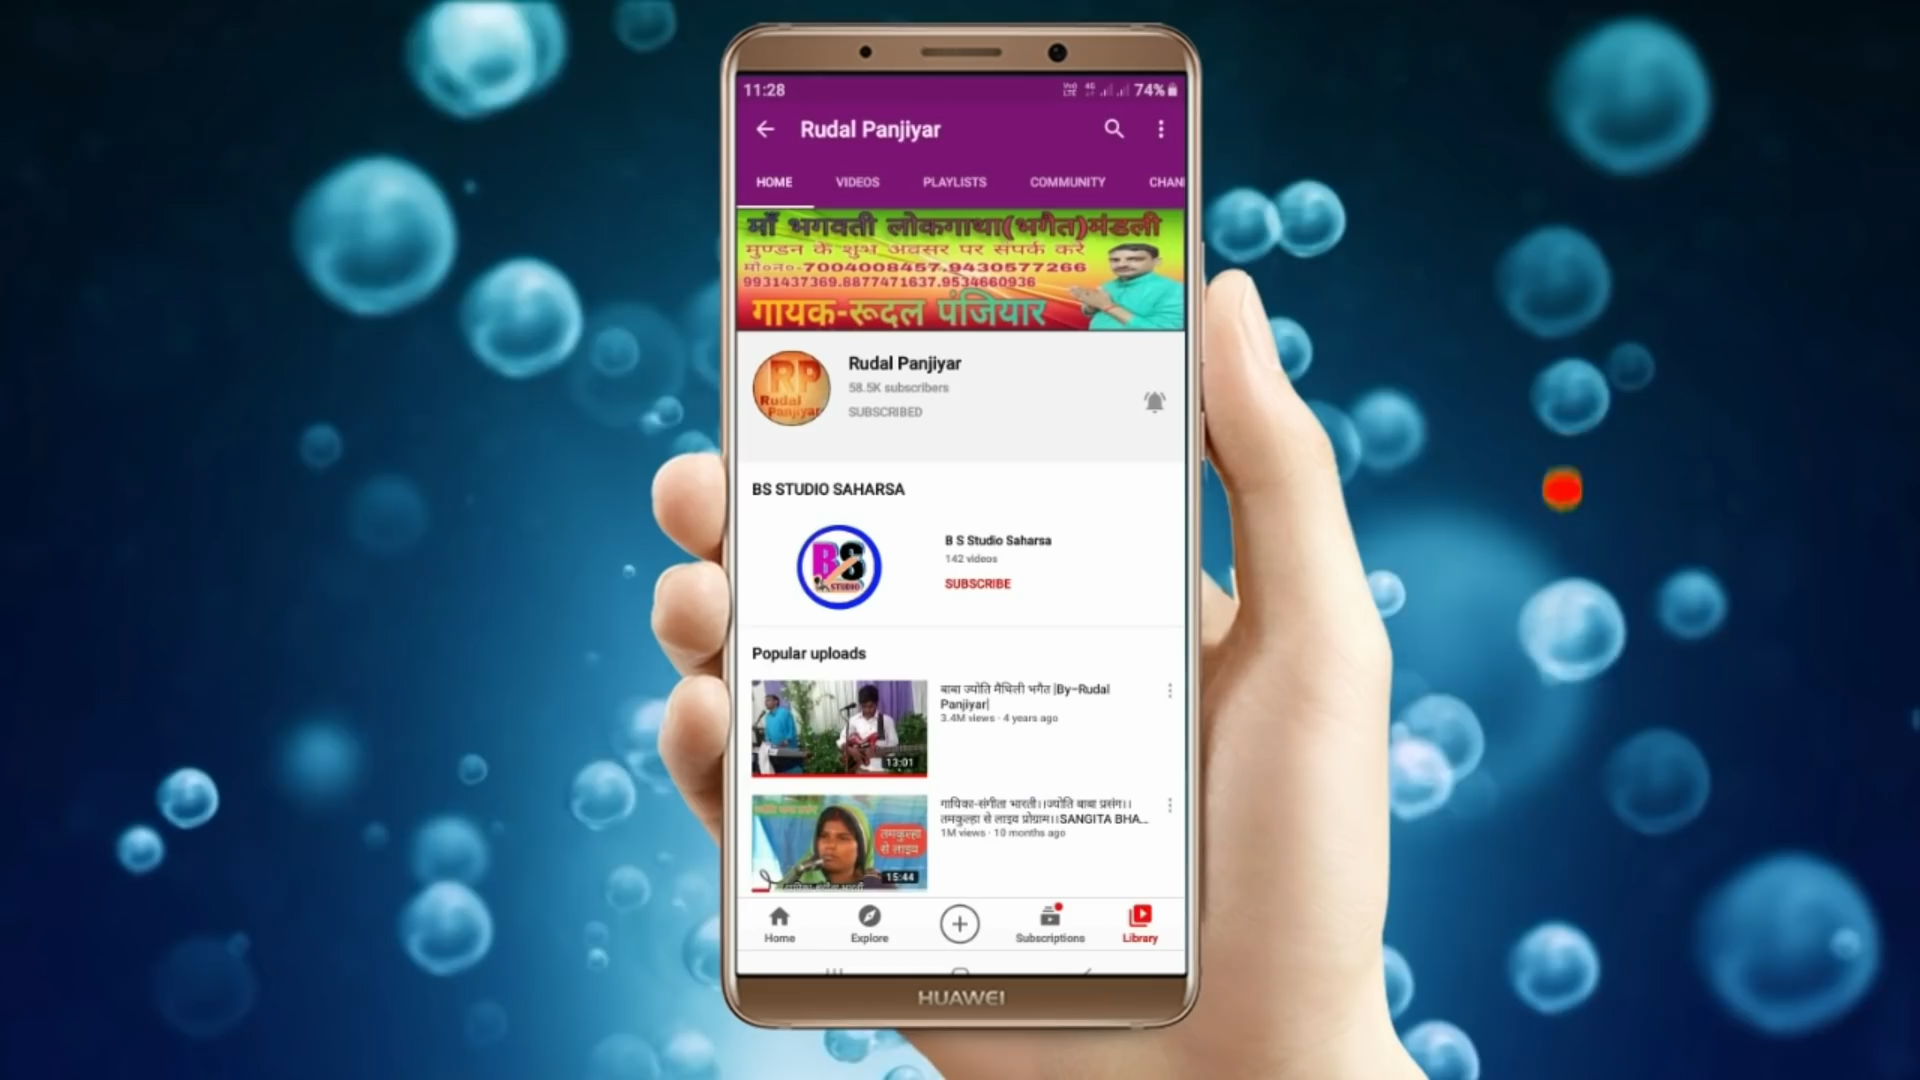 11:28
74%
Rudal Panjiyar
HOME VIDEOS PLAYLISTS COMMUNITY CHAN
माँ भगवती लोकगाथा(भगैत)मंडली
मुण्डन के शुभ अवसर पर संपर्क करें
मो०न०-7004008457.9430577266
9931437369.8877471637.9534660936
गायक-रूदल पंजियार
RP
Rudal
Panjiyar
Rudal Panjiyar
58.5K subscribers
SUBSCRIBED
BS STUDIO SAHARSA
BS
STUDIO
B S Studio Saharsa
142 videos
SUBSCRIBE
Popular uploads
बाबा ज्योति मैथिली भगैत |By-Rudal
Panjiyar|
3.4M views · 4 years ago
13:01
गायिका-संगीता भारती।।ज्योति बाबा प्रसंग।।
तमकुल्हा से लाइव प्रोग्राम।।SANGITA BHA...
1M views · 10 months ago
तमकुल्हा
से लाइव
15:44
Home Explore Subscriptions Library
HUAWEI